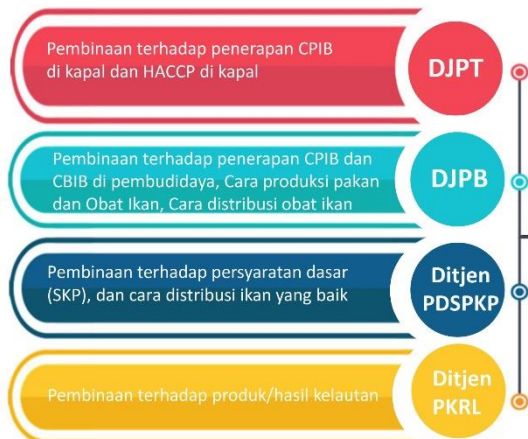 Pembinaan terhadap penerapan CPIB
di kapal dan HACCP di kapal
DJPT
Pembinaan terhadap penerapan CPIB dan
CBIB di pembudidaya, Cara produksi pakan
dan Obat Ikan, Cara distribusi obat ikan
DJPB
Pembinaan terhadap persyaratan dasar
(SKP), dan cara distribusi ikan yang baik
Ditjen
PDSPKP
Pembinaan terhadap produk/hasil kelautan
Ditjen
PKRL